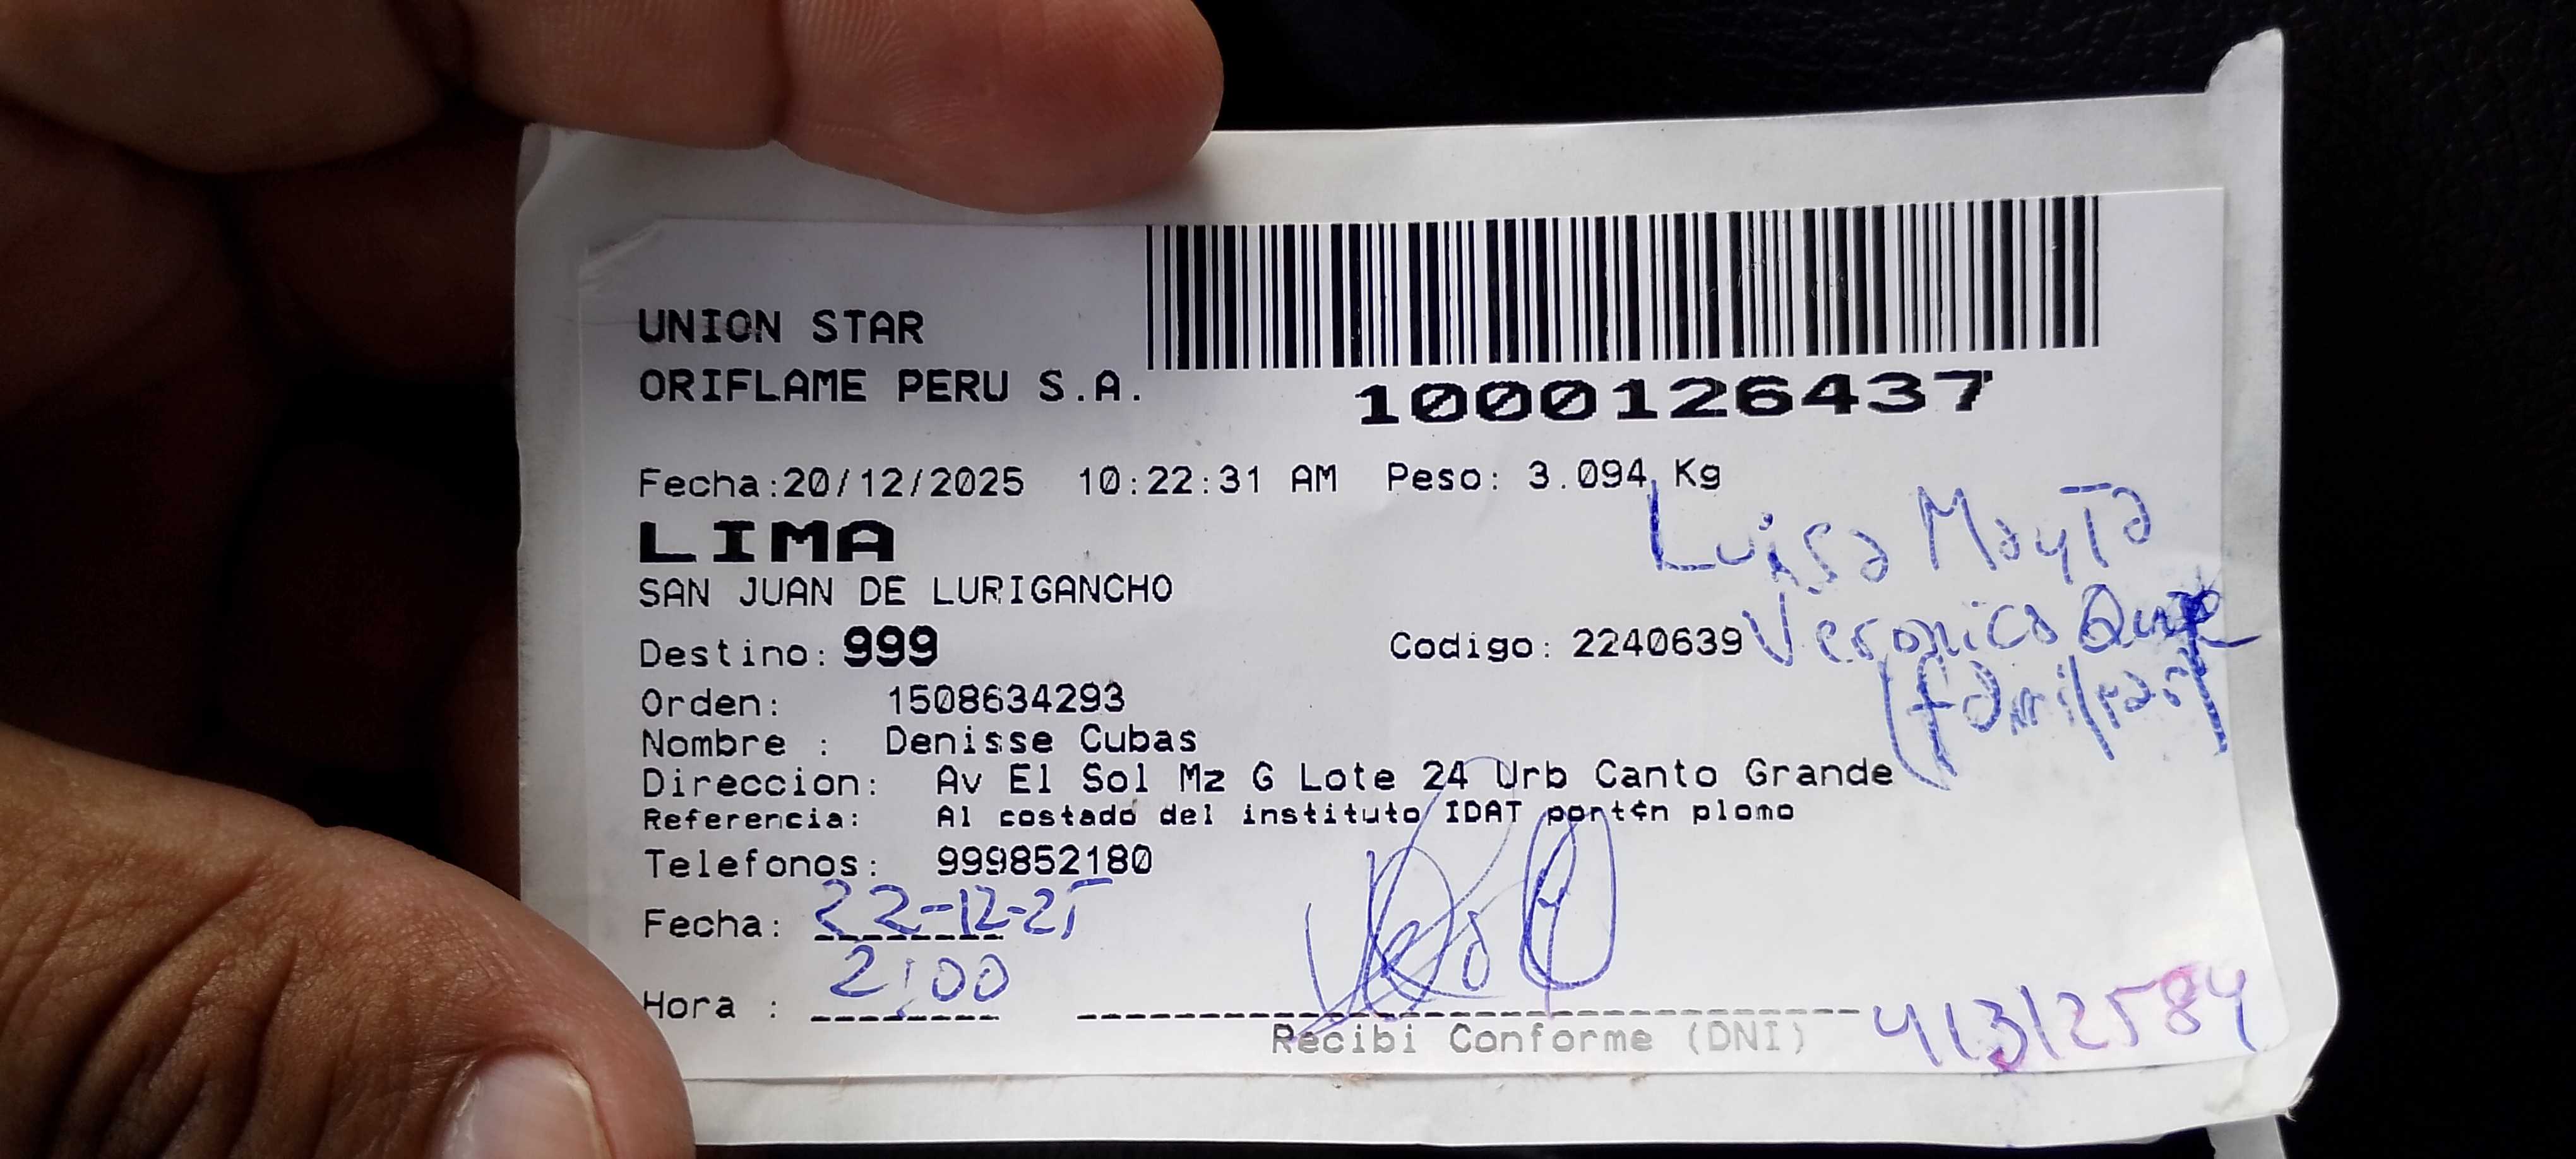 UNION STAR
ORIFLAME PERU S.A.
1000126437
Fecha:20/12/2025 10:22:31 AM Peso: 3.094 Kg
LIMA
Luisa Mayta
SAN JUAN DE LURIGANCHO
Destino: 999 Codigo: 2240639
Veronica
(familiar)
Orden: 1508634293
Nombre : Denisse Cubas
Direccion: Av El Sol Mz G Lote 24 Urb Canto Grande
Referencia: Al costado del instituto IDAT port¢n plomo
Telefonos: 999852180
Fecha: 22-12-25
Hora : 2:00
Recibi Conforme (DNI) 41312584